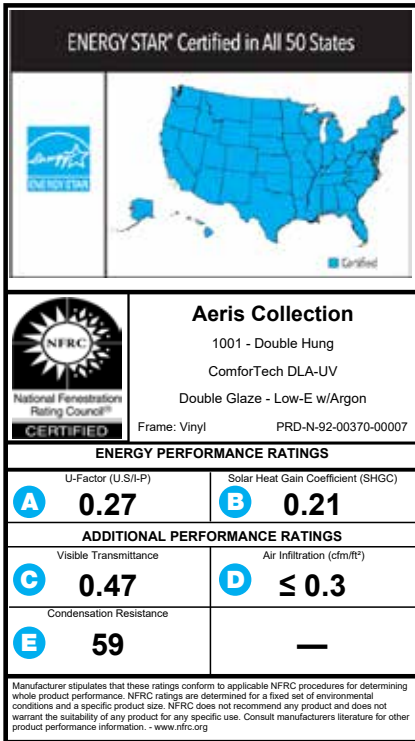 ENERGY STAR® Certified in All 50 States
ENERGY STAR
Certified
NFRC
National Fenestration
Rating Council®
CERTIFIED
Aeris Collection
1001 - Double Hung
ComforTech DLA-UV
Double Glaze - Low-E w/Argon
Frame: Vinyl PRD-N-92-00370-00007
ENERGY PERFORMANCE RATINGS
U-Factor (U.S/I-P)
A 0.27
Solar Heat Gain Coefficient (SHGC)
B 0.21
ADDITIONAL PERFORMANCE RATINGS
Visible Transmittance
C 0.47
Air Infiltration (cfm/ft²)
D ≤ 0.3
Condensation Resistance
E 59
—
Manufacturer stipulates that these ratings conform to applicable NFRC procedures for determining
whole product performance. NFRC ratings are determined for a fixed set of environmental
conditions and a specific product size. NFRC does not recommend any product and does not
warrant the suitability of any product for any specific use. Consult manufacturers literature for other
product performance information. - www.nfrc.org